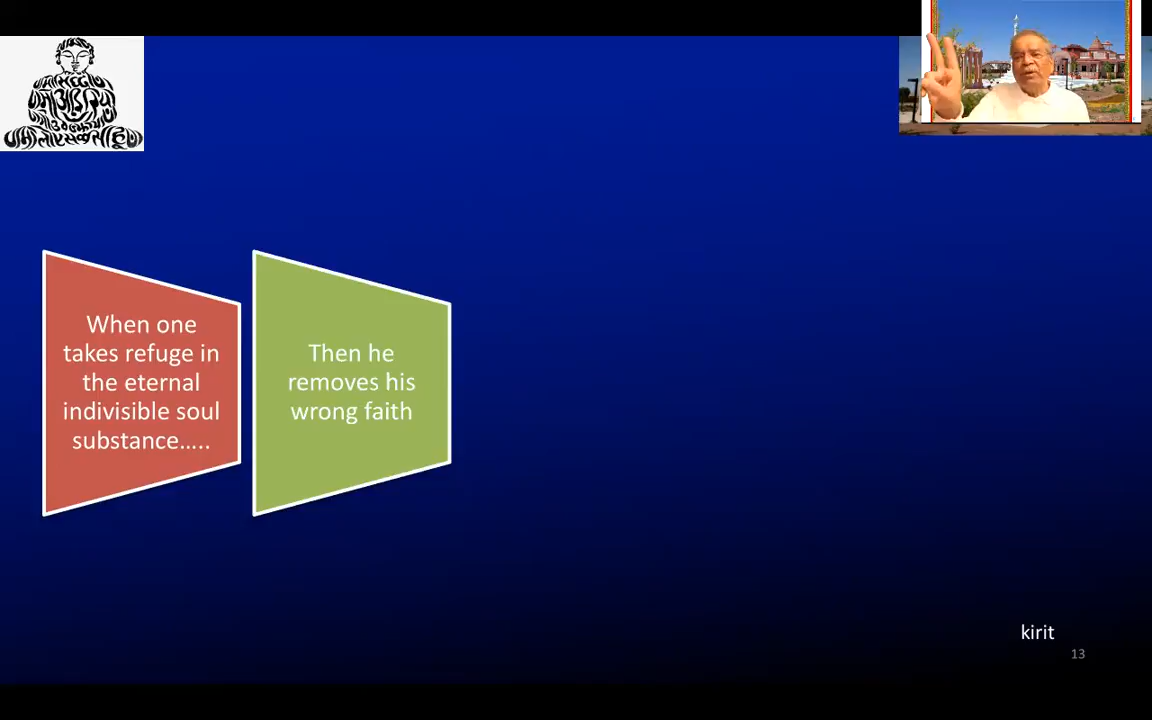 When one
takes refuge in
the eternal
indivisible soul
substance.....
Then he
removes his
wrong faith
kirit
13